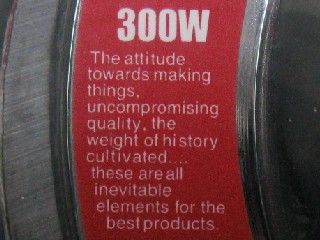 300W
The attitude
towards making
things,
uncompromising
quality, the
weight of history
cultivated....
these are all
inevitable
elements for the
best products.